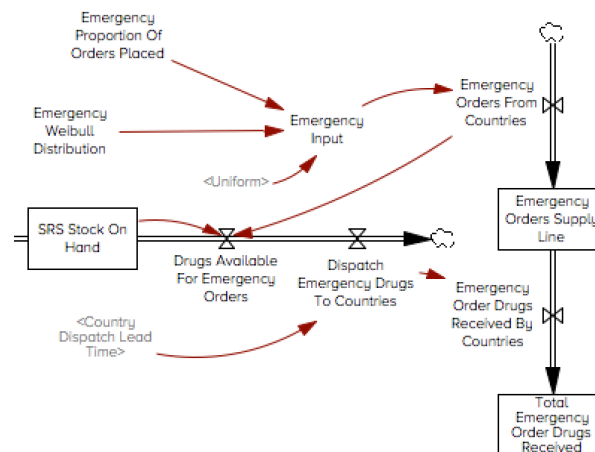 Emergency
Proportion Of
Orders Placed
Emergency
Weibull
Distribution
Emergency
Input
<Uniform>
Emergency
Orders From
Countries
SRS Stock On
Hand
Drugs Available
For Emergency
Orders
Dispatch
Emergency Drugs
To Countries
Emergency
Orders Supply
Line
Emergency
Order Drugs
Received By
Countries
<Country
Dispatch Lead
Time>
Total
Emergency
Order Drugs
Received